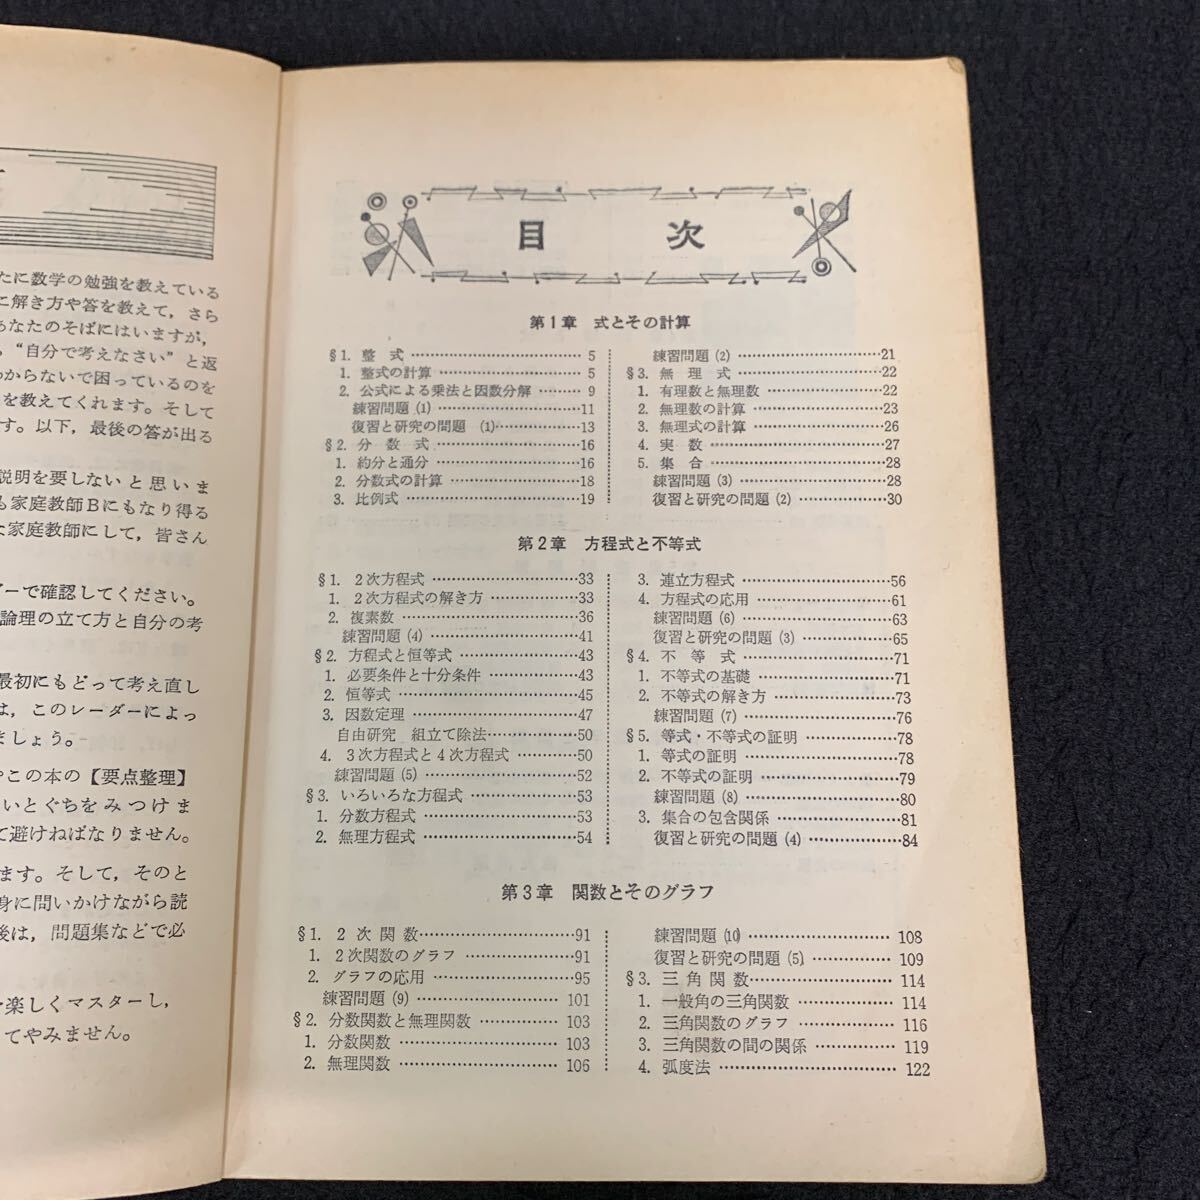 たに数学の勉強を教えている
に解き方や答を教えて，さら
あなたのそばにはいますが，
，“自分で考えなさい”と返
わからないで困っているのを
を教えてくれます。そして
す。以下，最後の答が出る
説明を要しないと思いま
も家庭教師Bにもなり得る
な家庭教師にして，皆さん
ダーで確認してください。
論理の立て方と自分の考
最初にもどって考え直し
は，このレーダーによっ
ましょう。
やこの本の【要点整理】
いとぐちをみつけま
て避けねばなりません。
ます。そして，そのと
身に問いかけながら読
後は，問題集などで必
楽しくマスターし，
てやみません。
目次
第1章 式とその計算
§1. 整式……5
1. 整式の計算……5
2. 公式による乗法と因数分解……9
練習問題(1)……11
復習と研究の問題 (1)……13
§2. 分数式……16
1. 約分と通分……16
2. 分数式の計算……18
3. 比例式……19
練習問題(2)……21
§3. 無理式……22
1. 有理数と無理数……22
2. 無理数の計算……23
3. 無理式の計算……26
4. 実数……27
5. 集合……28
練習問題(3)……28
復習と研究の問題(2)……30
第2章 方程式と不等式
§1. 2次方程式……33
1. 2次方程式の解き方……33
2. 複素数……36
練習問題(4)……41
§2. 方程式と恒等式……43
1. 必要条件と十分条件……43
2. 恒等式……45
3. 因数定理……47
自由研究 組立て除法……50
4. 3次方程式と4次方程式……50
練習問題(5)……52
§3. いろいろな方程式……53
1. 分数方程式……53
2. 無理方程式……54
3. 連立方程式……56
4. 方程式の応用……61
練習問題(6)……63
復習と研究の問題(3)……65
§4. 不等式……71
1. 不等式の基礎……71
2. 不等式の解き方……73
練習問題(7)……76
§5. 等式・不等式の証明……78
1. 等式の証明……78
2. 不等式の証明……79
練習問題(8)……80
3. 集合の包含関係……81
復習と研究の問題(4)……84
第3章 関数とそのグラフ
§1. 2次関数……91
1. 2次関数のグラフ……91
2. グラフの応用……95
練習問題(9)……101
§2. 分数関数と無理関数……103
1. 分数関数……103
2. 無理関数……106
練習問題(10)……108
復習と研究の問題(5)……109
§3. 三角関数……114
1. 一般角の三角関数……114
2. 三角関数のグラフ……116
3. 三角関数の間の関係……119
4. 弧度法……122